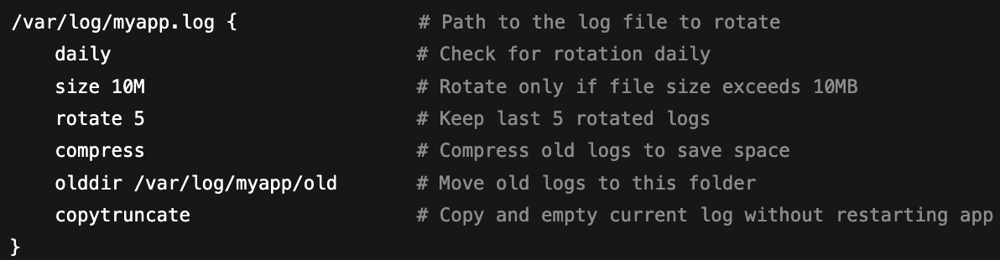 /var/log/myapp.log {                # Path to the log file to rotate
    daily                           # Check for rotation daily
    size 10M                        # Rotate only if file size exceeds 10MB
    rotate 5                        # Keep last 5 rotated logs
    compress                        # Compress old logs to save space
    olddir /var/log/myapp/old       # Move old logs to this folder
    copytruncate                    # Copy and empty current log without restarting app
}